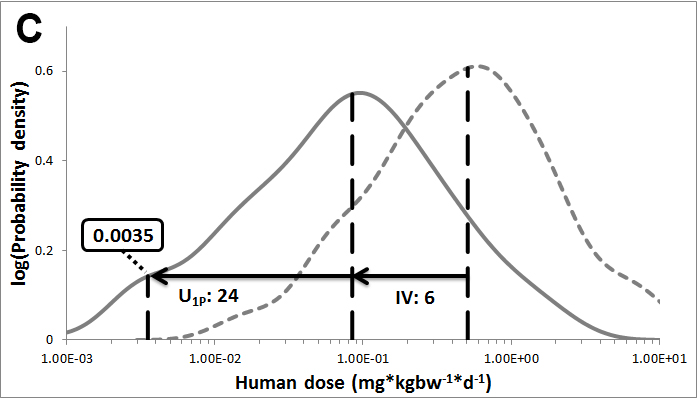 C
log(Probability density)
0.6
0.4
0.2
0
0.0035
U1P: 24
IV: 6
1.00E-03
1.00E-02
1.00E-01
1.00E+00
1.00E+01
Human dose (mg*kgbw-1*d-1)